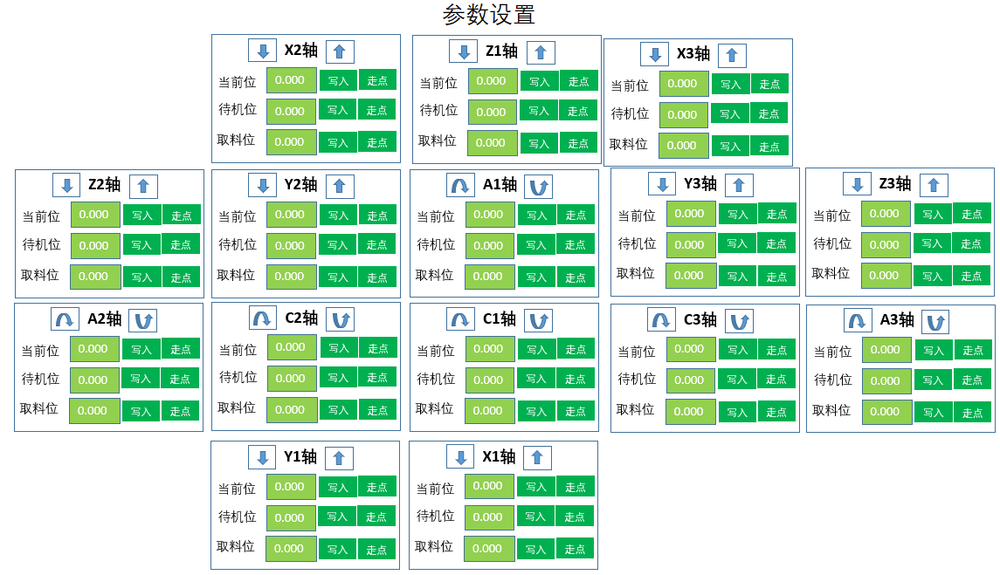 参数设置
X2轴
当前位 0.000 写入 走点
待机位 0.000 写入 走点
取料位 0.000 写入 走点
Z1轴
当前位 0.000 写入 走点
待机位 0.000 写入 走点
取料位 0.000 写入 走点
X3轴
当前位 0.000 写入 走点
待机位 0.000 写入 走点
取料位 0.000 写入 走点
Z2轴
当前位 0.000 写入 走点
待机位 0.000 写入 走点
取料位 0.000 写入 走点
Y2轴
当前位 0.000 写入 走点
待机位 0.000 写入 走点
取料位 0.000 写入 走点
A1轴
当前位 0.000 写入 走点
待机位 0.000 写入 走点
取料位 0.000 写入 走点
Y3轴
当前位 0.000 写入 走点
待机位 0.000 写入 走点
取料位 0.000 写入 走点
Z3轴
当前位 0.000 写入 走点
待机位 0.000 写入 走点
取料位 0.000 写入 走点
A2轴
当前位 0.000 写入 走点
待机位 0.000 写入 走点
取料位 0.000 写入 走点
C2轴
当前位 0.000 写入 走点
待机位 0.000 写入 走点
取料位 0.000 写入 走点
C1轴
当前位 0.000 写入 走点
待机位 0.000 写入 走点
取料位 0.000 写入 走点
C3轴
当前位 0.000 写入 走点
待机位 0.000 写入 走点
取料位 0.000 写入 走点
A3轴
当前位 0.000 写入 走点
待机位 0.000 写入 走点
取料位 0.000 写入 走点
Y1轴
当前位 0.000 写入 走点
待机位 0.000 写入 走点
取料位 0.000 写入 走点
X1轴
当前位 0.000 写入 走点
待机位 0.000 写入 走点
取料位 0.000 写入 走点